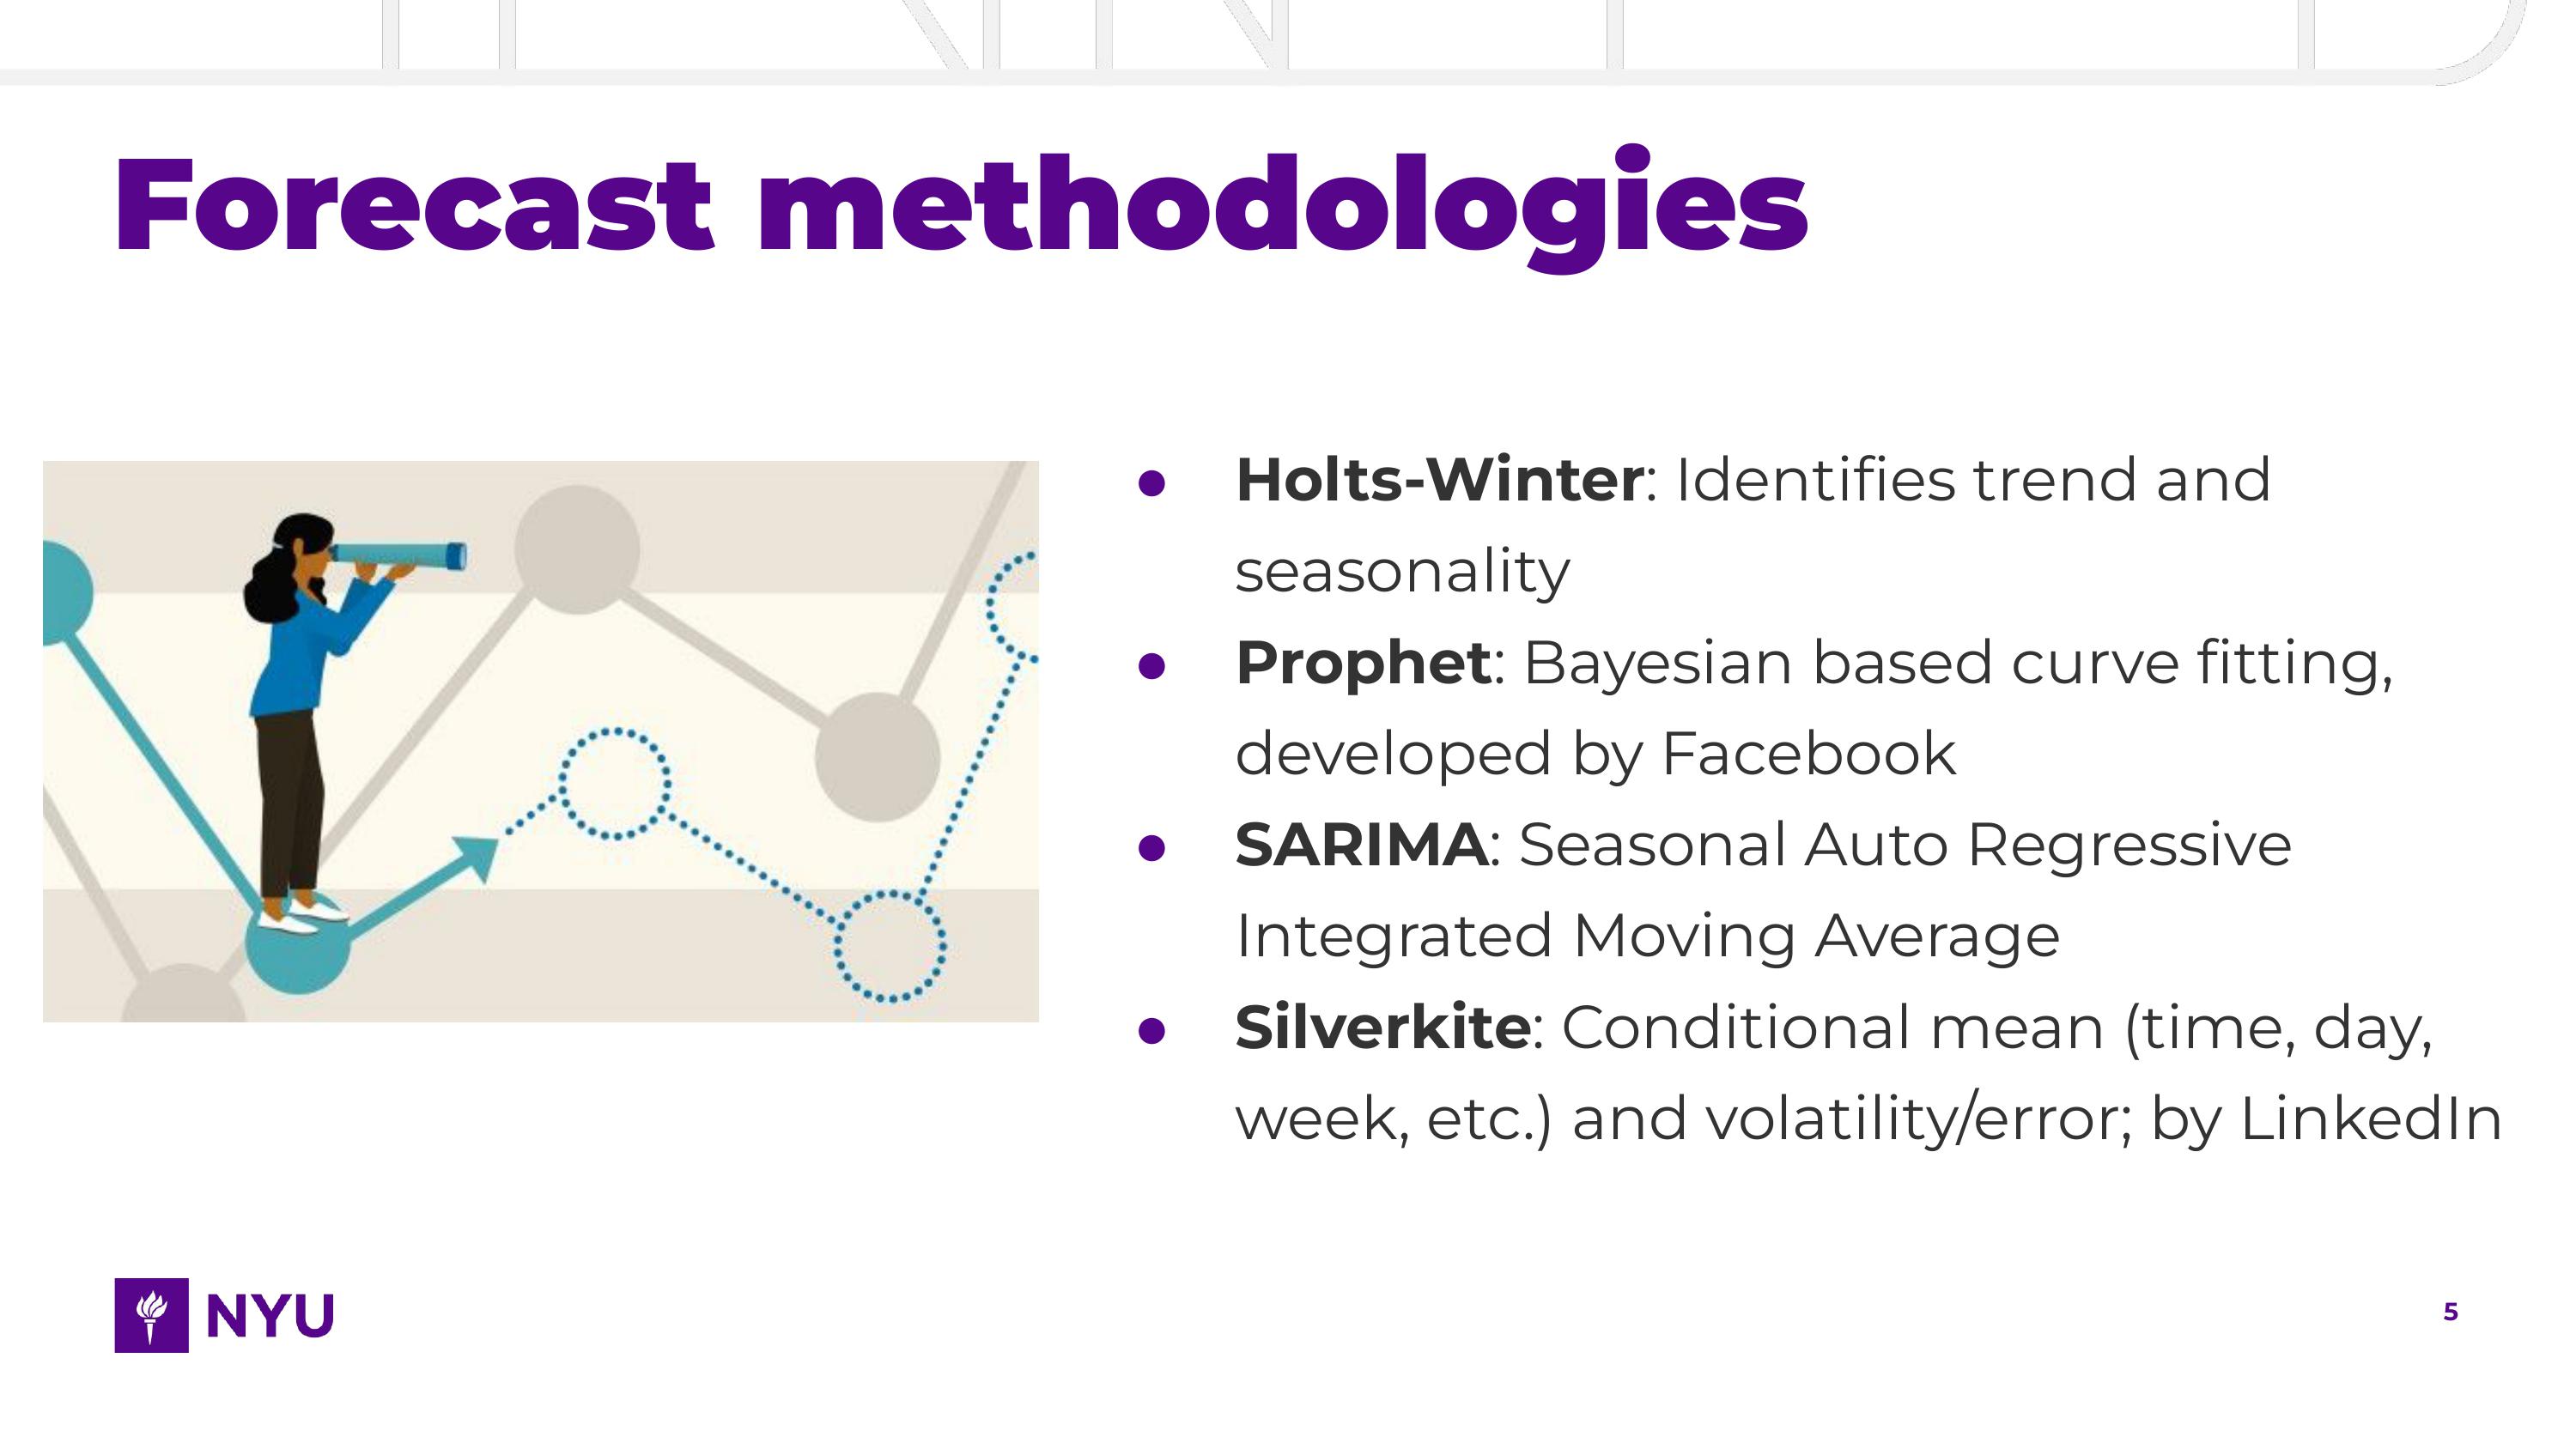 Forecast methodologies
● Holts-Winter: Identifies trend and
seasonality
● Prophet: Bayesian based curve fitting,
developed by Facebook
● SARIMA: Seasonal Auto Regressive
Integrated Moving Average
● Silverkite: Conditional mean (time, day,
week, etc.) and volatility/error; by LinkedIn
NYU
5